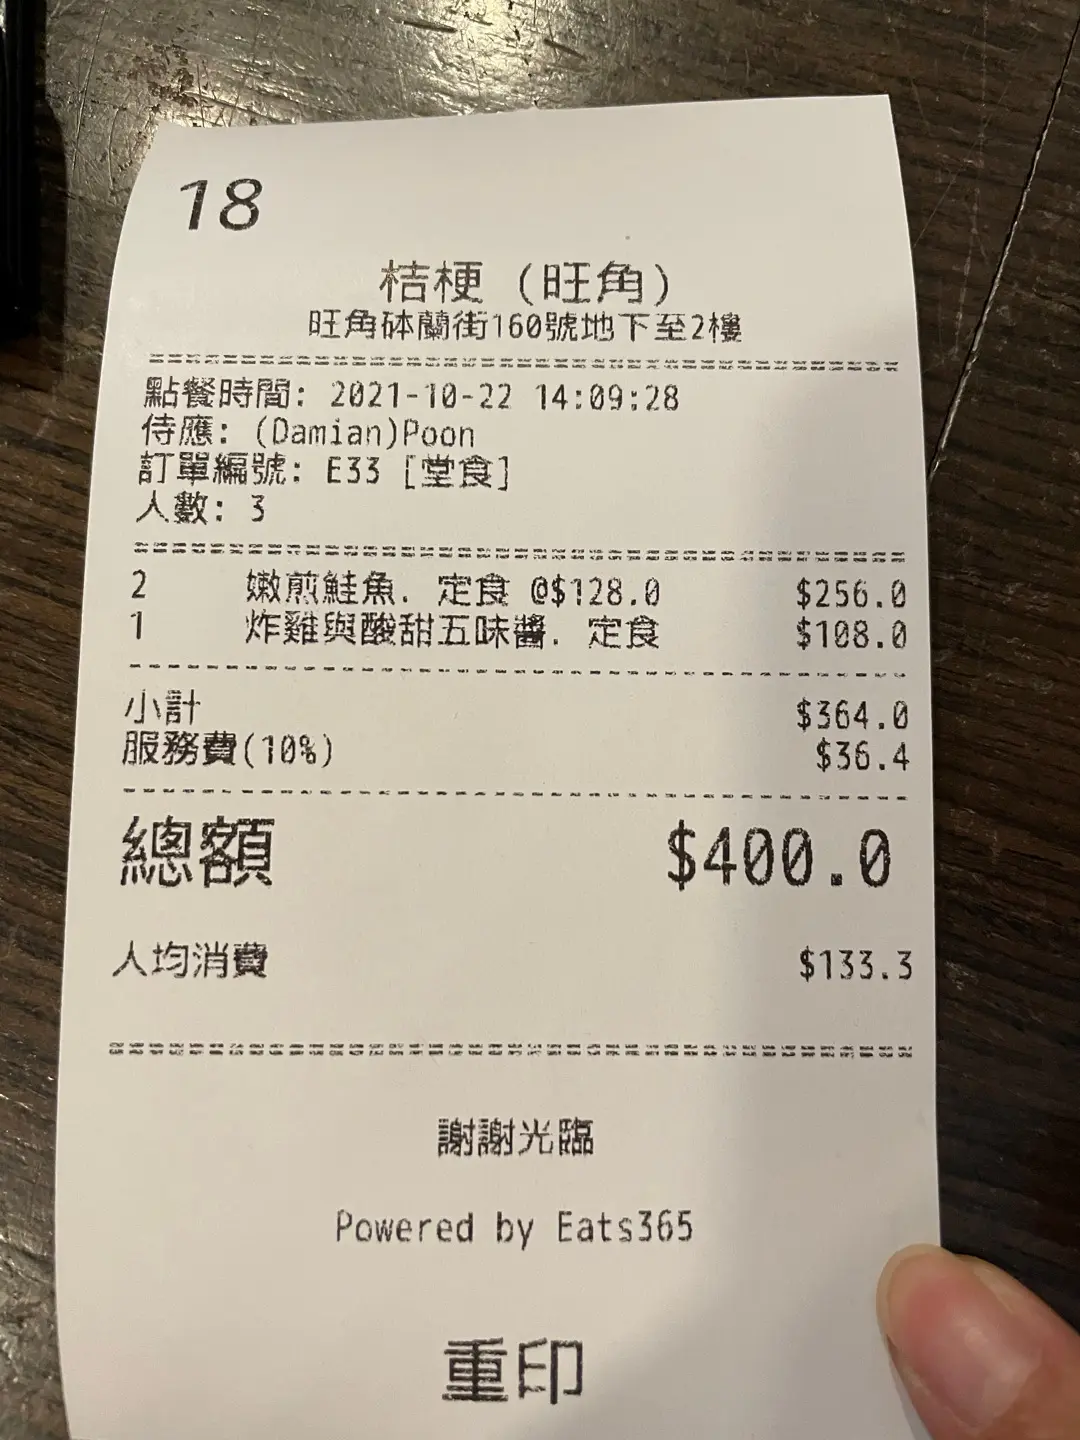 18
桔梗 (旺角)
旺角砵蘭街160號地下至2樓
點餐時間: 2021-10-22 14:09:28
侍應: (Damian)Poon
訂單編號: E33 [堂食]
人數: 3
2 嫩煎鮭魚. 定食 @$128.0 $256.0
1 炸雞與酸甜五味醬. 定食 $108.0
小計 $364.0
服務費(10%) $36.4
總額 $400.0
人均消費 $133.3
謝謝光臨
Powered by Eats365
重印